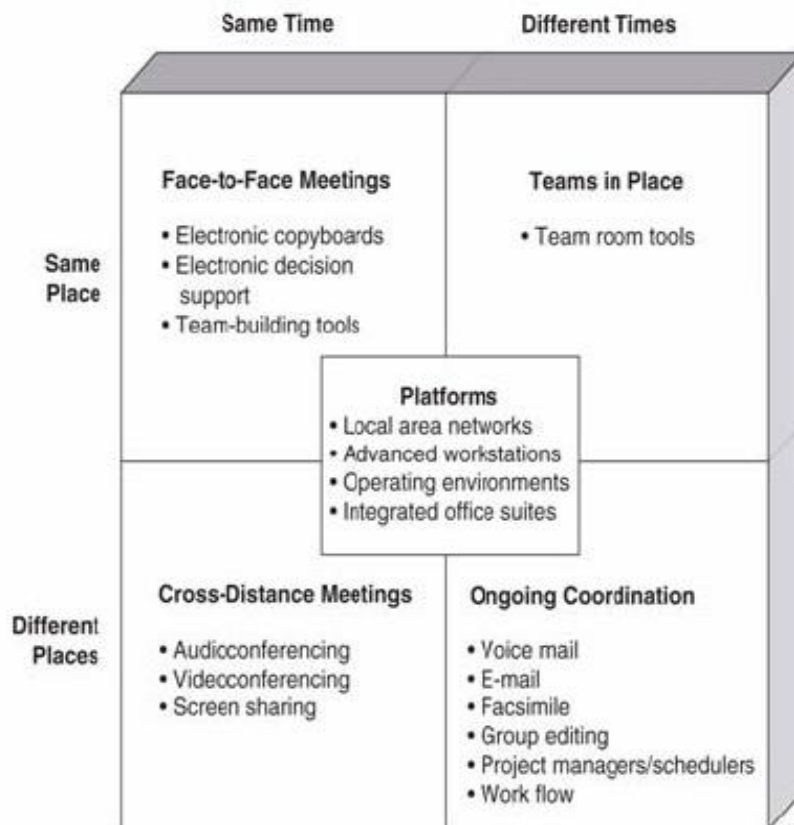 Same Time
Different Times
Same
Place
Face-to-Face Meetings
• Electronic copyboards
• Electronic decision
support
• Team-building tools
Teams in Place
• Team room tools
Platforms
• Local area networks
• Advanced workstations
• Operating environments
• Integrated office suites
Different
Places
Cross-Distance Meetings
• Audicconferencing
• Videcconferencing
• Screen sharing
Ongoing Coordination
• Voice mail
• E-mail
• Facsimile
• Group editing
• Project managers/schedulers
• Work flow